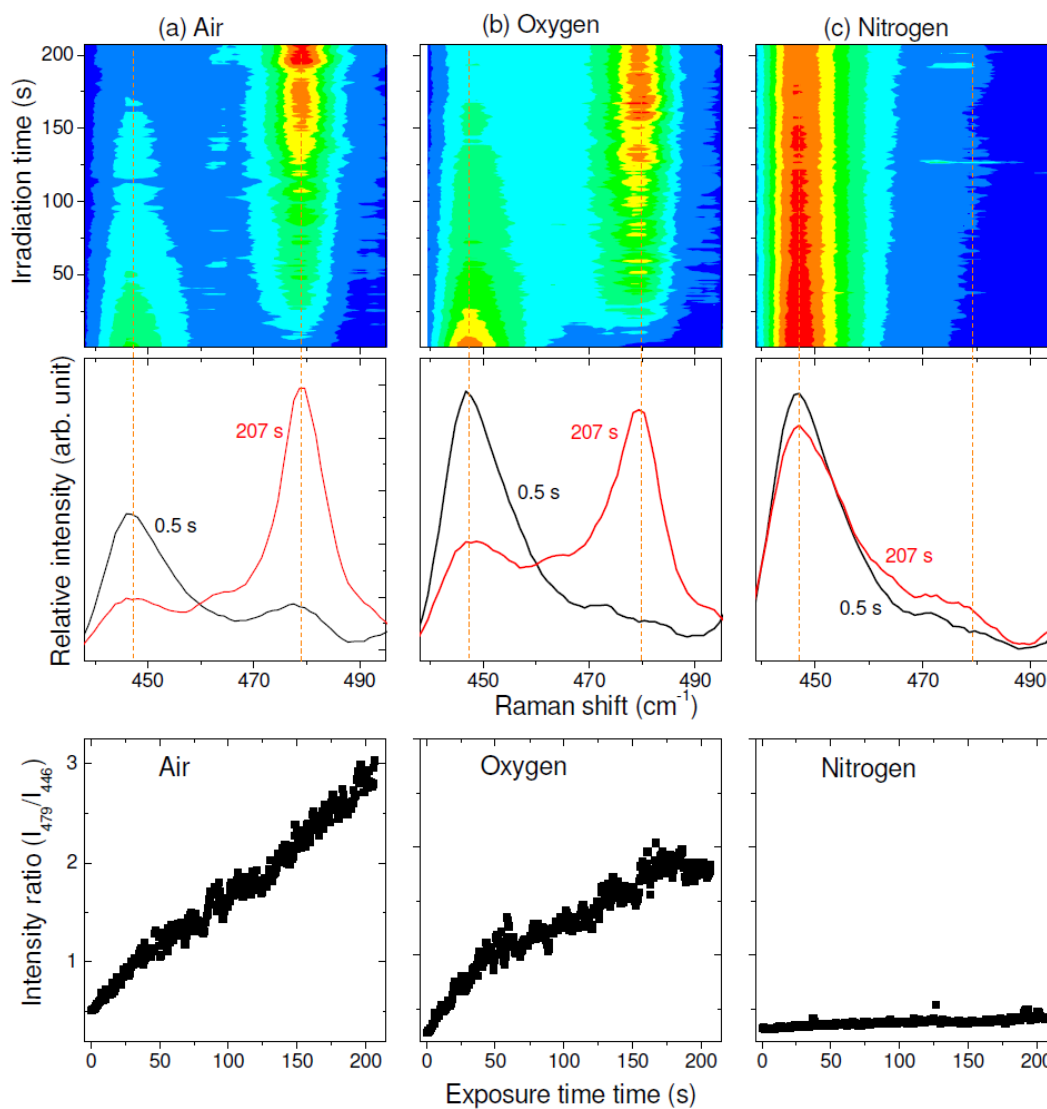 (a) Air
(b) Oxygen
(c) Nitrogen
Irradiation time (s)
200
150
100
50
Relative intensity (arb. unit)
0.5 s
207 s
0.5 s
207 s
207 s
0.5 s
450 470 490
450 470 490
450 470 490
Raman shift (cm-1)
Intensity ratio (I479/I446)
3
2
1
Air
Oxygen
Nitrogen
0 50 100 150 200
0 50 100 150 200
0 50 100 150 200
Exposure time time (s)